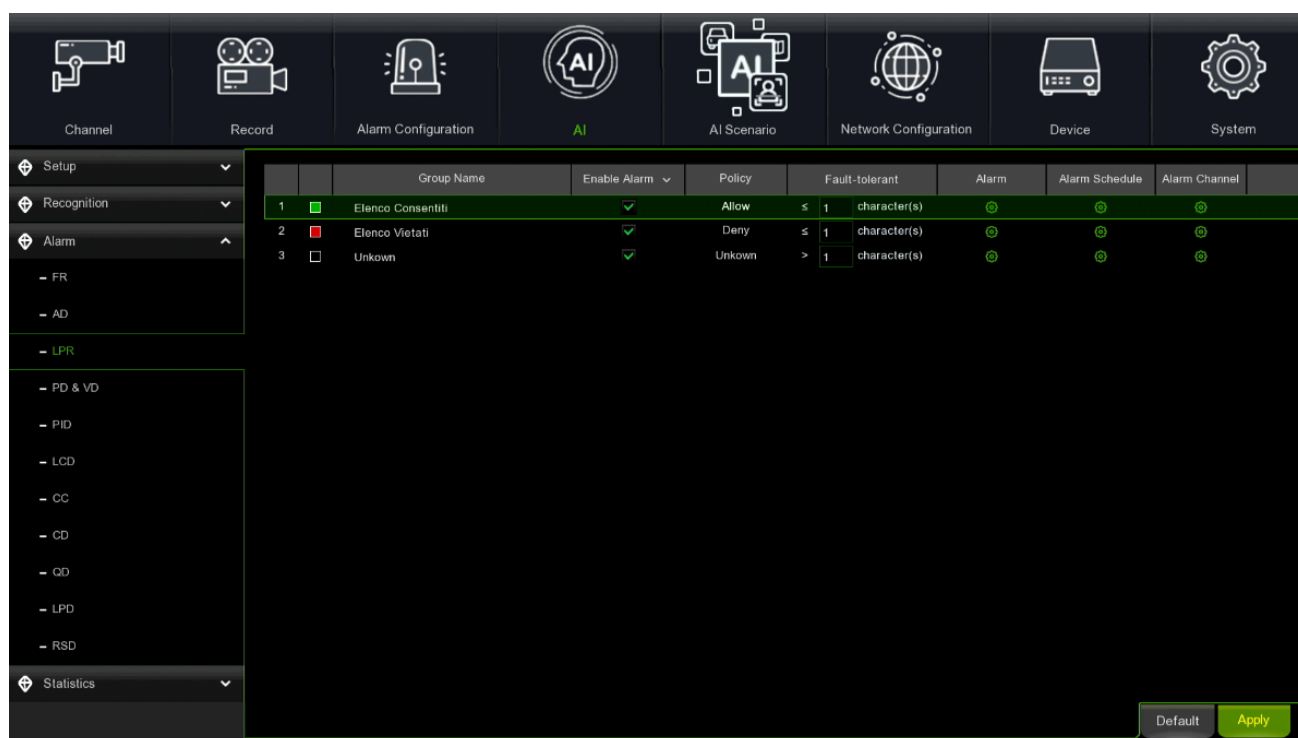 AI
AI
Channel Record Alarm Configuration AI AI Scenario Network Configuration Device System
Setup
Group Name Enable Alarm Policy Fault-tolerant Alarm Alarm Schedule Alarm Channel
Recognition
1 Elenco Consentiti Allow ≤ 1 character(s)
2 Elenco Vietati Deny ≤ 1 character(s)
Alarm
3 Unkown Unkown > 1 character(s)
– FR
– AD
– LPR
– PD & VD
– PID
– LCD
– CC
– CD
– QD
– LPD
– RSD
Statistics
Default Apply